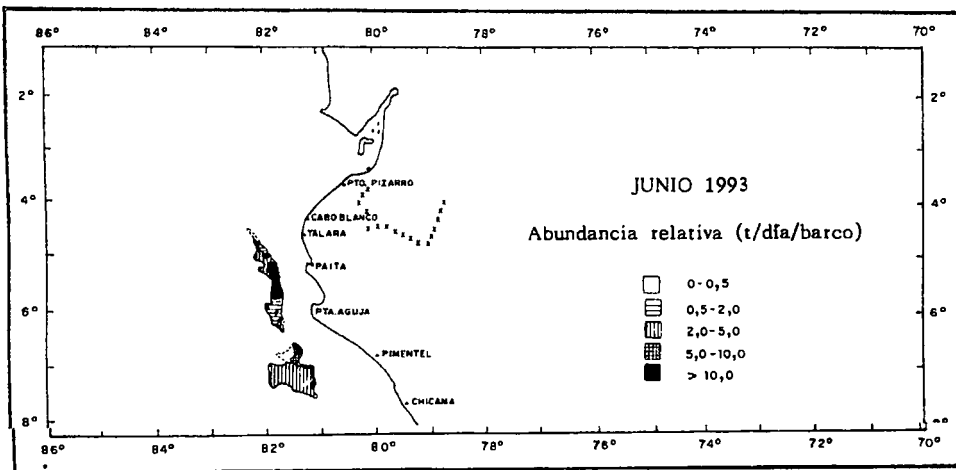 86° 84° 82° 80° 78° 76° 74° 72° 70°
2° 2°
PTO. PIZARRO
JUNIO 1993
4° 4°
CABO BLANCO
TALARA
Abundancia relativa (t/día/barco)
PAITA
0-0,5
0,5-2,0
6° PTA. AGUJA 6°
2,0-5,0
5,0-10,0
PIMENTEL
> 10,0
CHICAMA
8°
86° 84° 82° 80° 78° 76° 74° 72° 70°